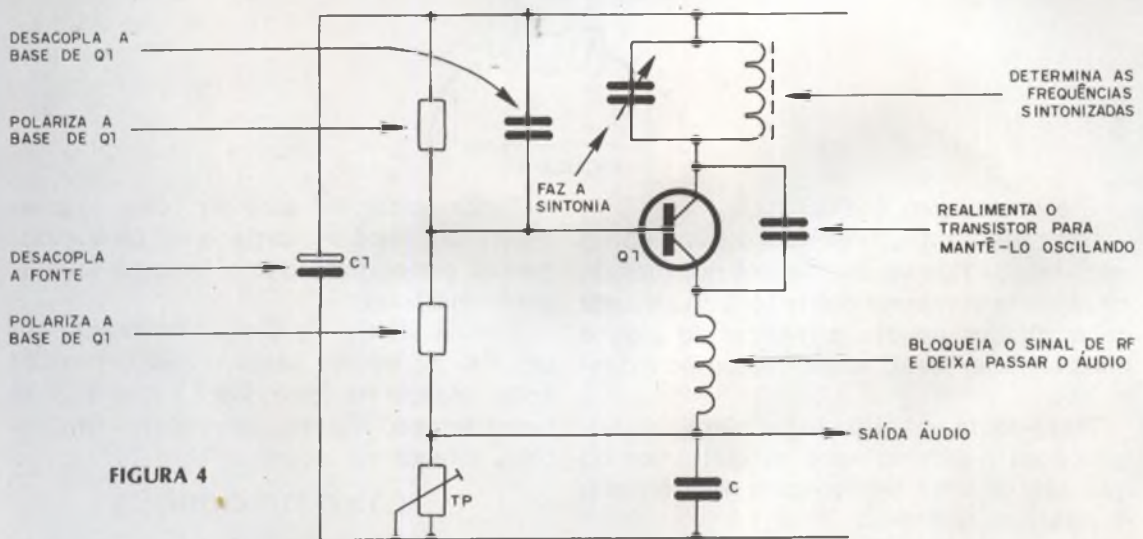 DESACOPLA A
BASE DE Q1
POLARIZA A
BASE DE Q1
DESACOPLA
A FONTE
POLARIZA A
BASE DE Q1
C1
FAZ A
SINTONIA
Q1
DETERMINA AS
FREQUÊNCIAS
SINTONIZADAS
REALIMENTA O
TRANSISTOR PARA
MANTÊ-LO OSCILANDO
BLOQUEIA O SINAL DE RF
E DEIXA PASSAR O ÁUDIO
SAÍDA ÁUDIO
C
TP
FIGURA 4